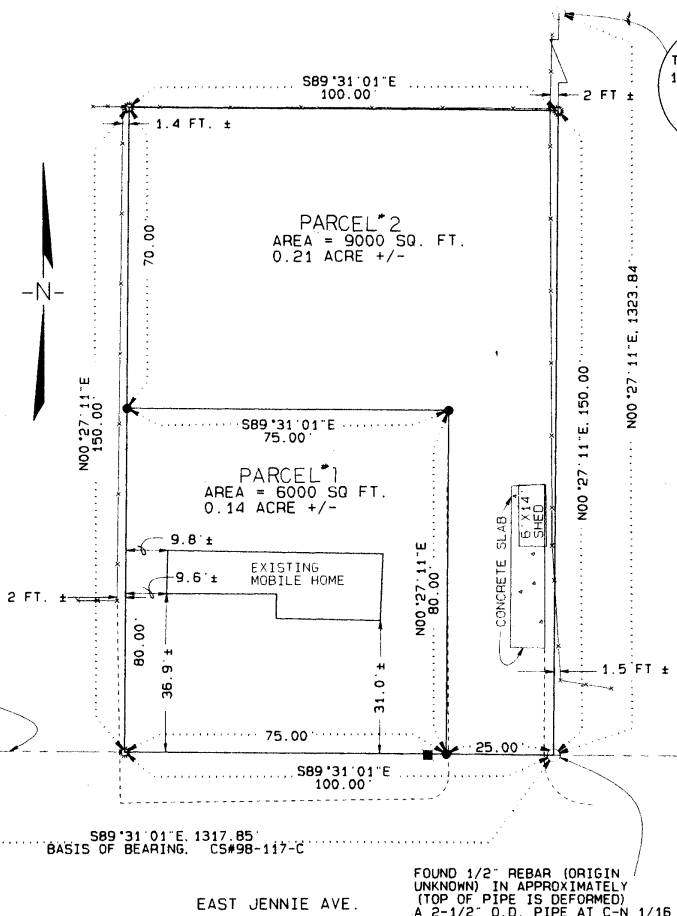 S89°31'01"E
100.00'
T
1
2 FT ±
1.4 FT. ±
PARCEL #2
AREA = 9000 SQ. FT.
0.21 ACRE +/-
70.00'
-N-
N00°27'11"E
150.00'
N00°27'11"E, 1323.84'
N00°27'11"E, 150.00'
S89°31'01"E
75.00'
PARCEL #1
AREA = 6000 SQ FT.
0.14 ACRE +/-
9.8'±
9.6'±
EXISTING
MOBILE HOME
N00°27'11"E
80.00'
CONCRETE SLAB
6'X14'
SHED
2 FT. ±
80.00'
36.9'±
31.0'±
1.5 FT ±
75.00'
25.00'
S89°31'01"E
100.00'
S89°31'01"E, 1317.85'
BASIS OF BEARING, CS#98-117-C
FOUND 1/2" REBAR (ORIGIN
UNKNOWN) IN APPROXIMATELY
(TOP OF PIPE IS DEFORMED)
A 2-1/2" O.D. PIPE AT C-N 1/16
EAST JENNIE AVE.